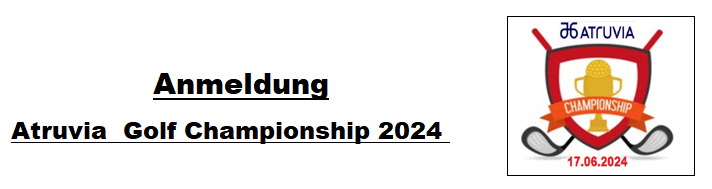 Anmeldung
Atruvia Golf Championship 2024
ATRUVIA
CHAMPIONSHIP
17.06.2024